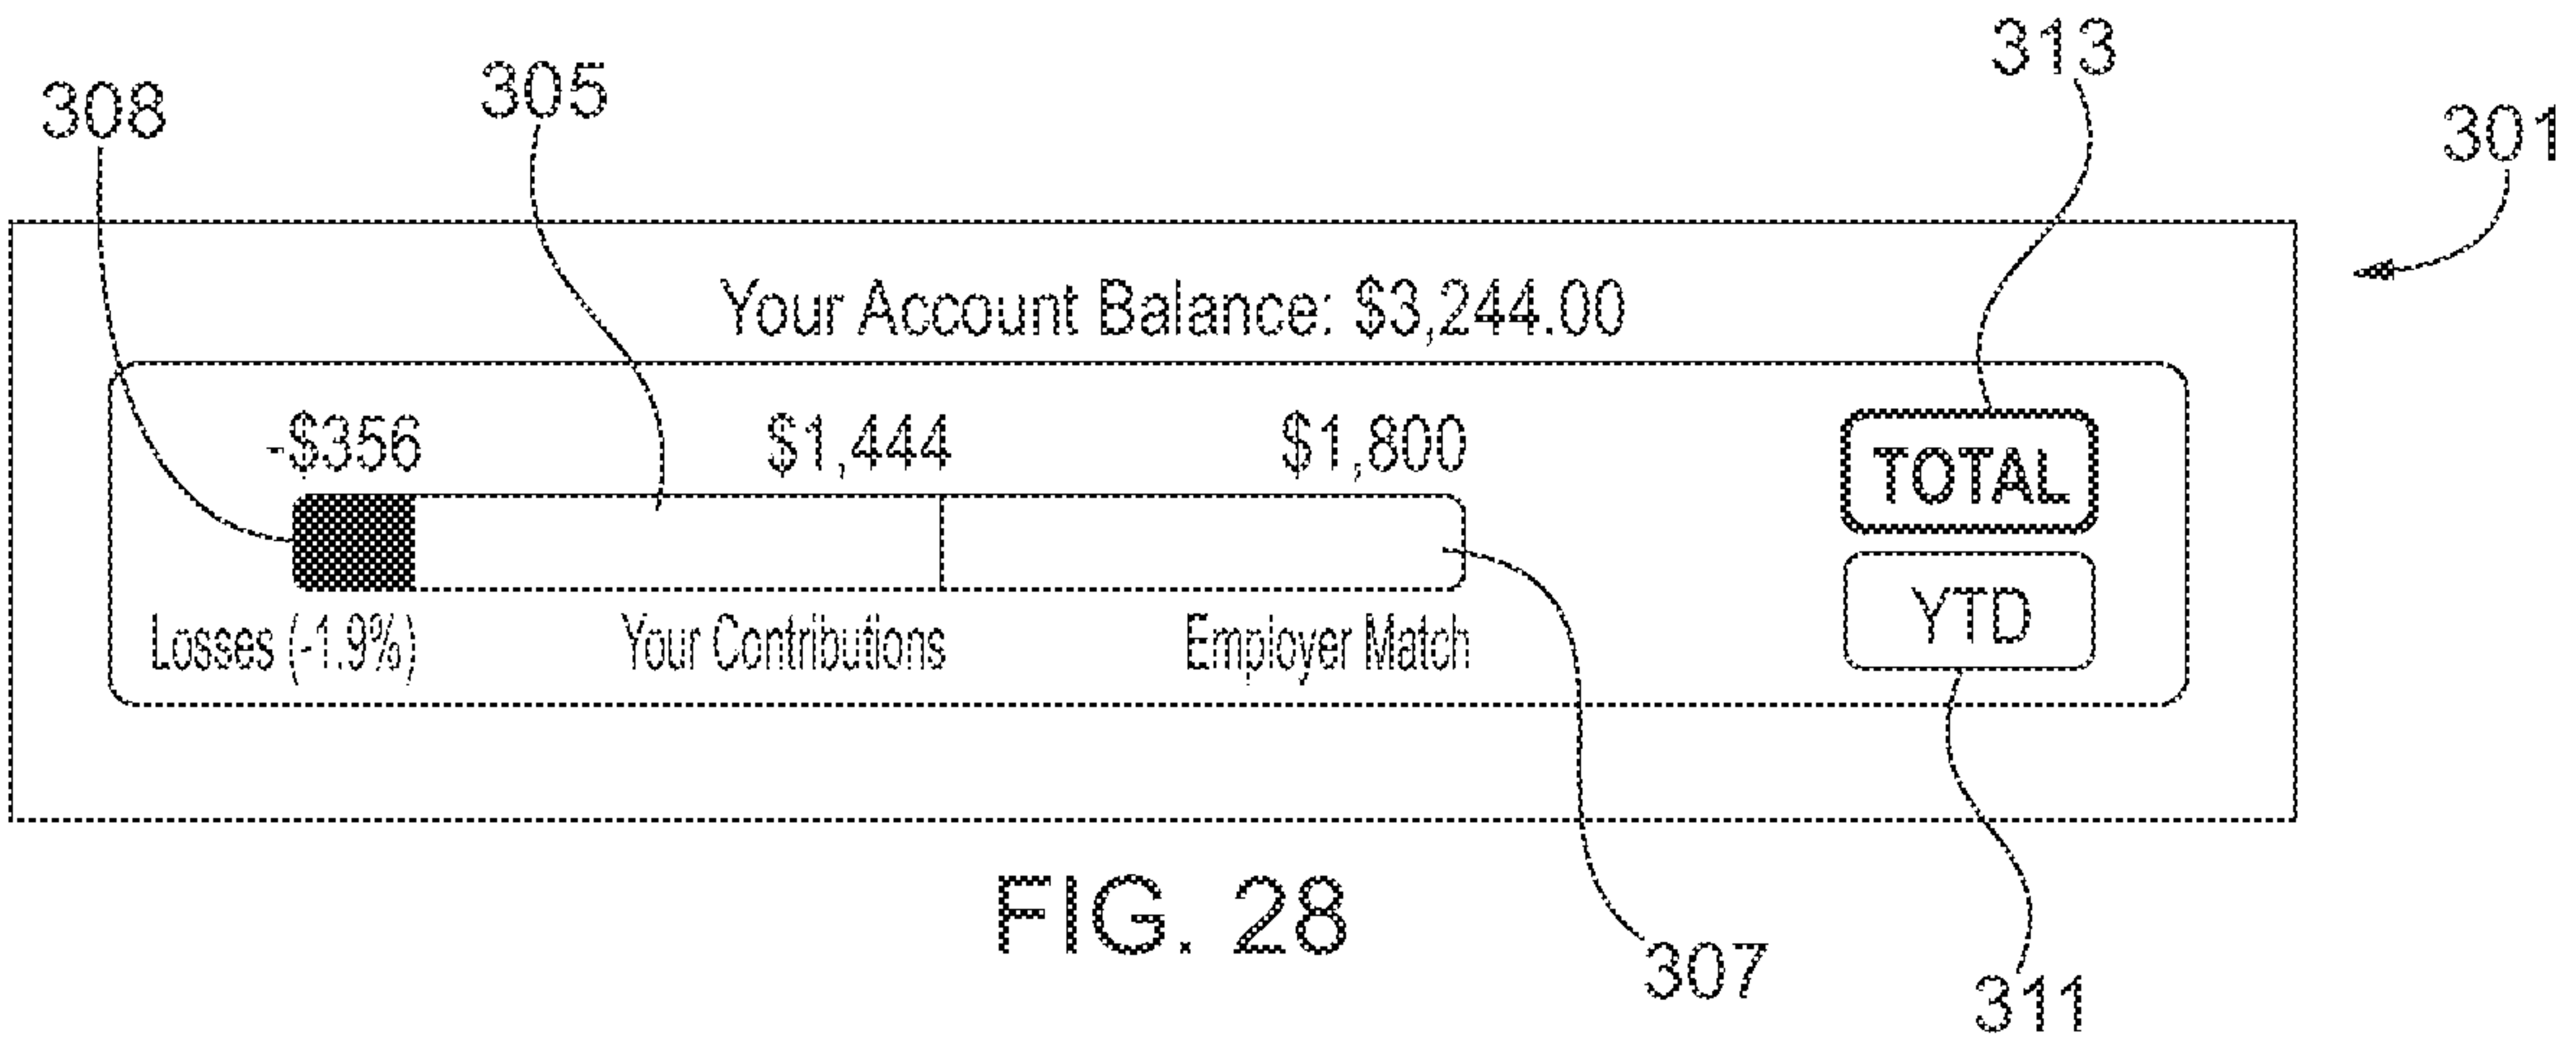 313
305
308
301
Your Account Balance: $3,244.00
-$356 $1,444 $1,800
TOTAL
YTD
Losses (-1.9%) Your Contributions Employer Match
FIG. 28
307
311